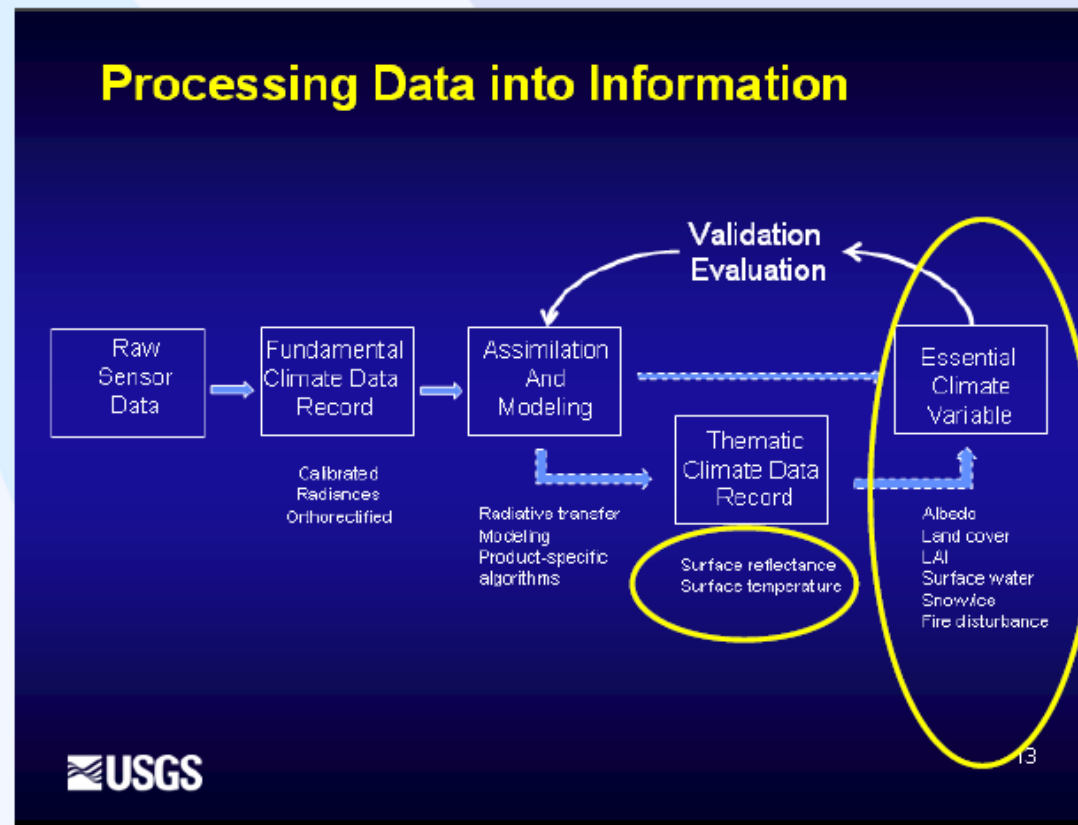 Processing Data into Information
Validation
Evaluation
Raw
Sensor
Data
Fundamental
Climate Data
Record
Assimilation
And
Modeling
Essential
Climate
Variable
Thematic
Climate Data
Record
Calibrated
Radiances
Orthorectified
Radiative transfer
Modeling
Product-specific
algorithms
Surface reflectance
Surface temperature
Albedo
Land cover
LAI
Surface water
Snow/ice
Fire disturbance
USGS
13